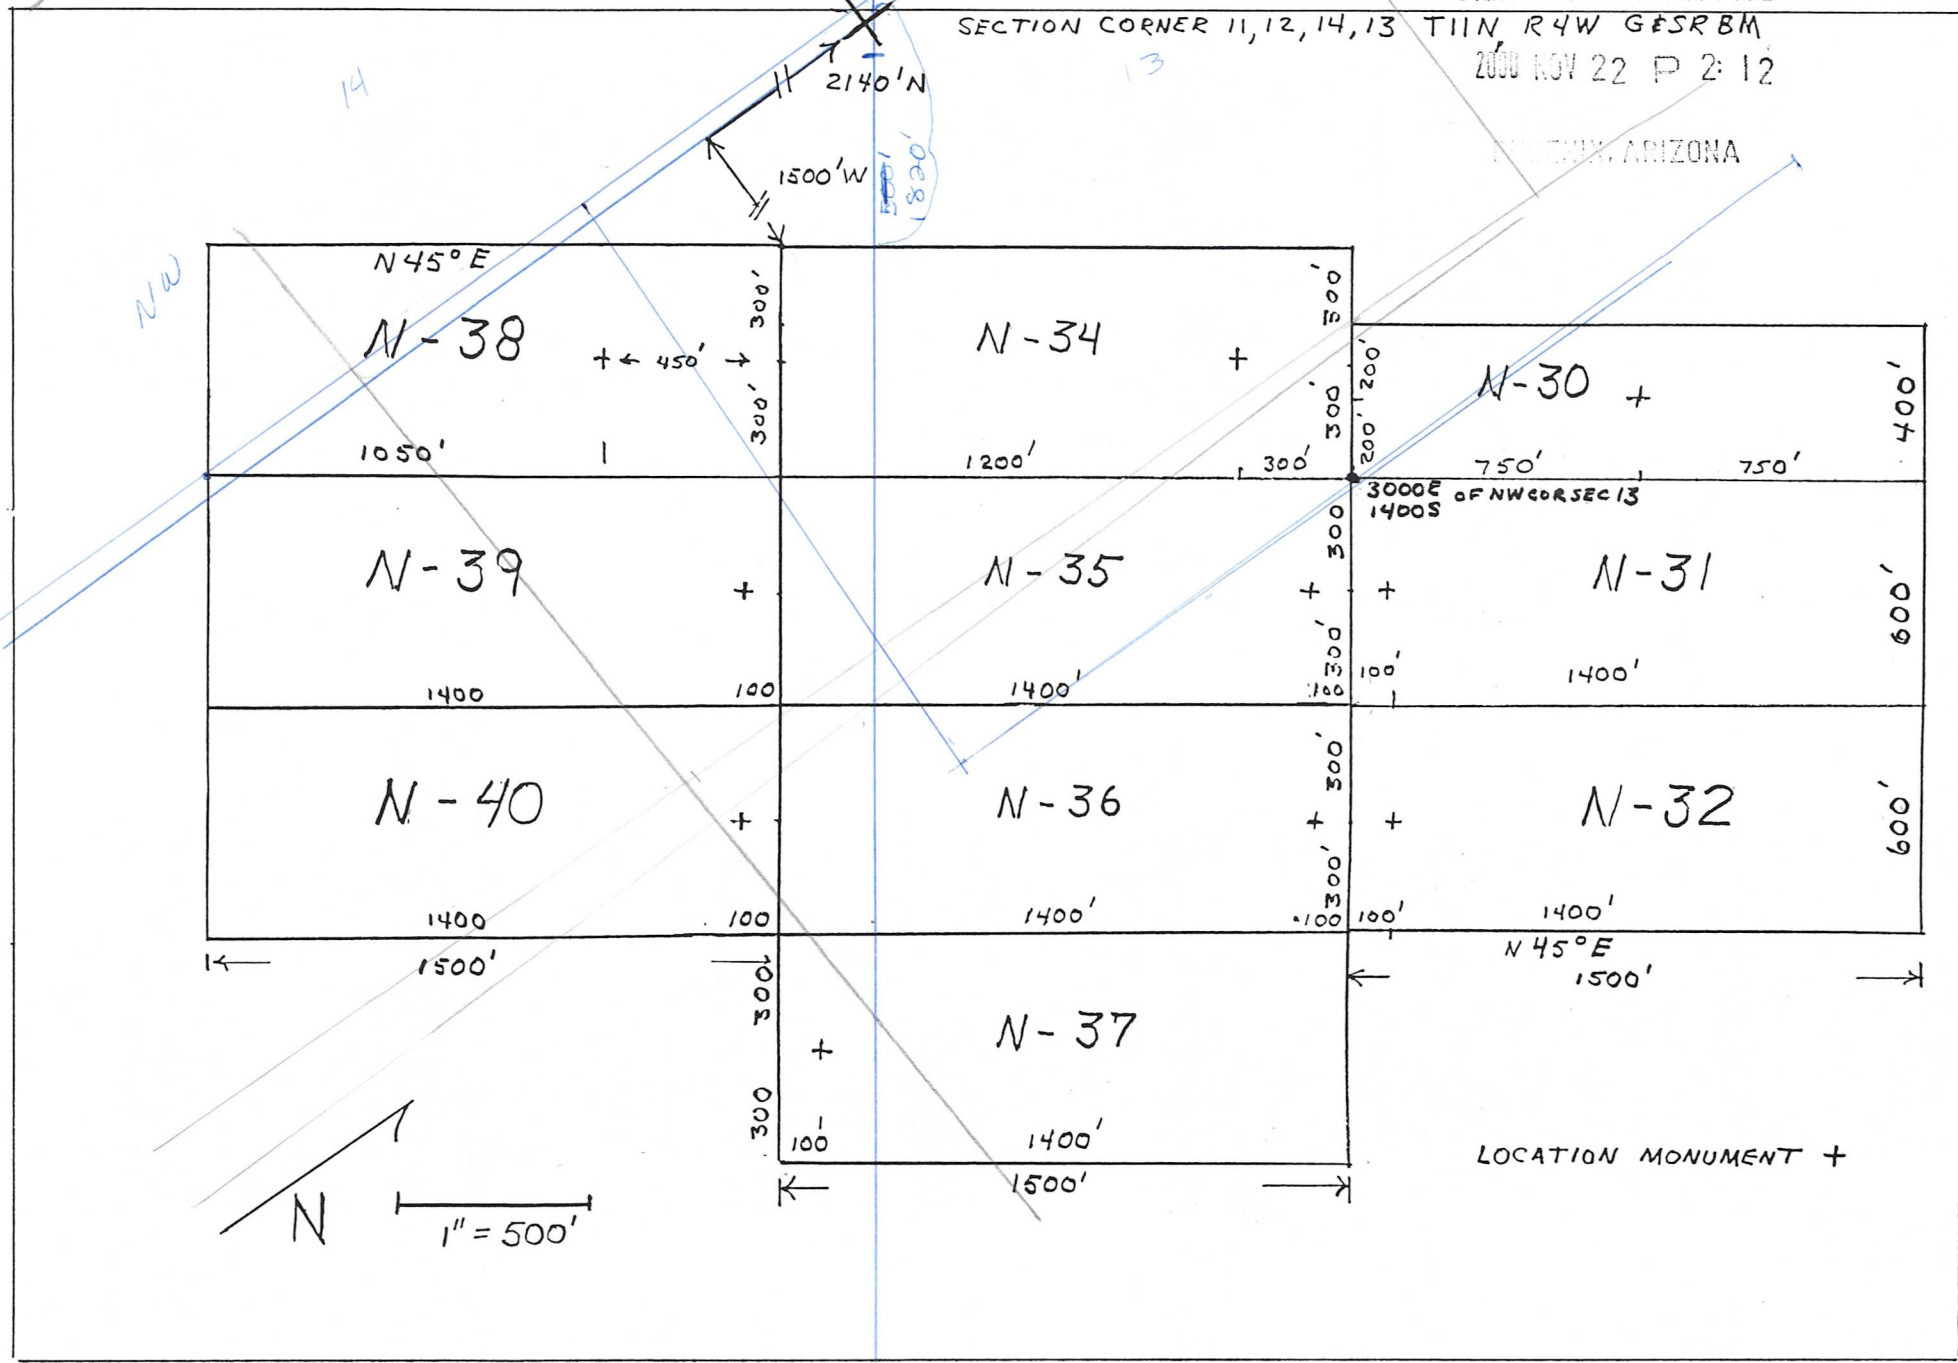 SECTION CORNER 11,12,14,13 T11N, R4W G&SRBM
2000 NOV 22 P 2:12
ARIZONA
14
13
2140'N
1500'W
1820'
NW
N45°E
N-38
← 450' →
300'
300'
1050'
N-34
300'
300'
1200'
300'
200'
200'
N-30
400'
750'
750'
3000E OF NW COR SEC 13
1400S
N-39
1400
100
N-35
300
300'
1400'
100
N-31
600'
100'
1400'
N-40
1400
100
1500'
N-36
300'
300'
1400'
100
N-32
600'
100'
1400'
N 45°E
1500'
N-37
300
300
100'
1400'
1500'
N
1" = 500'
LOCATION MONUMENT +